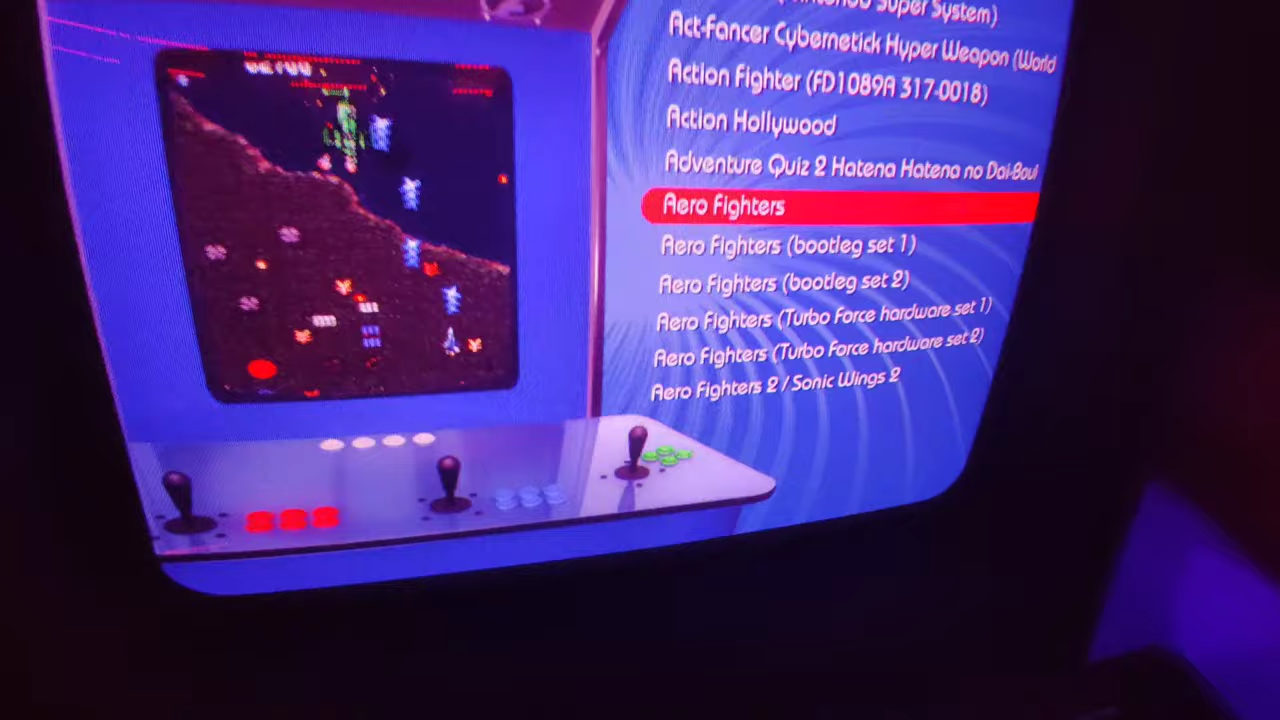 Super System)
Act-Fancer Cybernetick Hyper Weapon (World
Action Fighter (FD1089A 317-0018)
Action Hollywood
Adventure Quiz 2 Hatena Hatena no Dai-Bou
Aero Fighters
Aero Fighters (bootleg set 1)
Aero Fighters (bootleg set 2)
Aero Fighters (Turbo Force hardware set 1)
Aero Fighters (Turbo Force hardware set 2)
Aero Fighters 2 / Sonic Wings 2